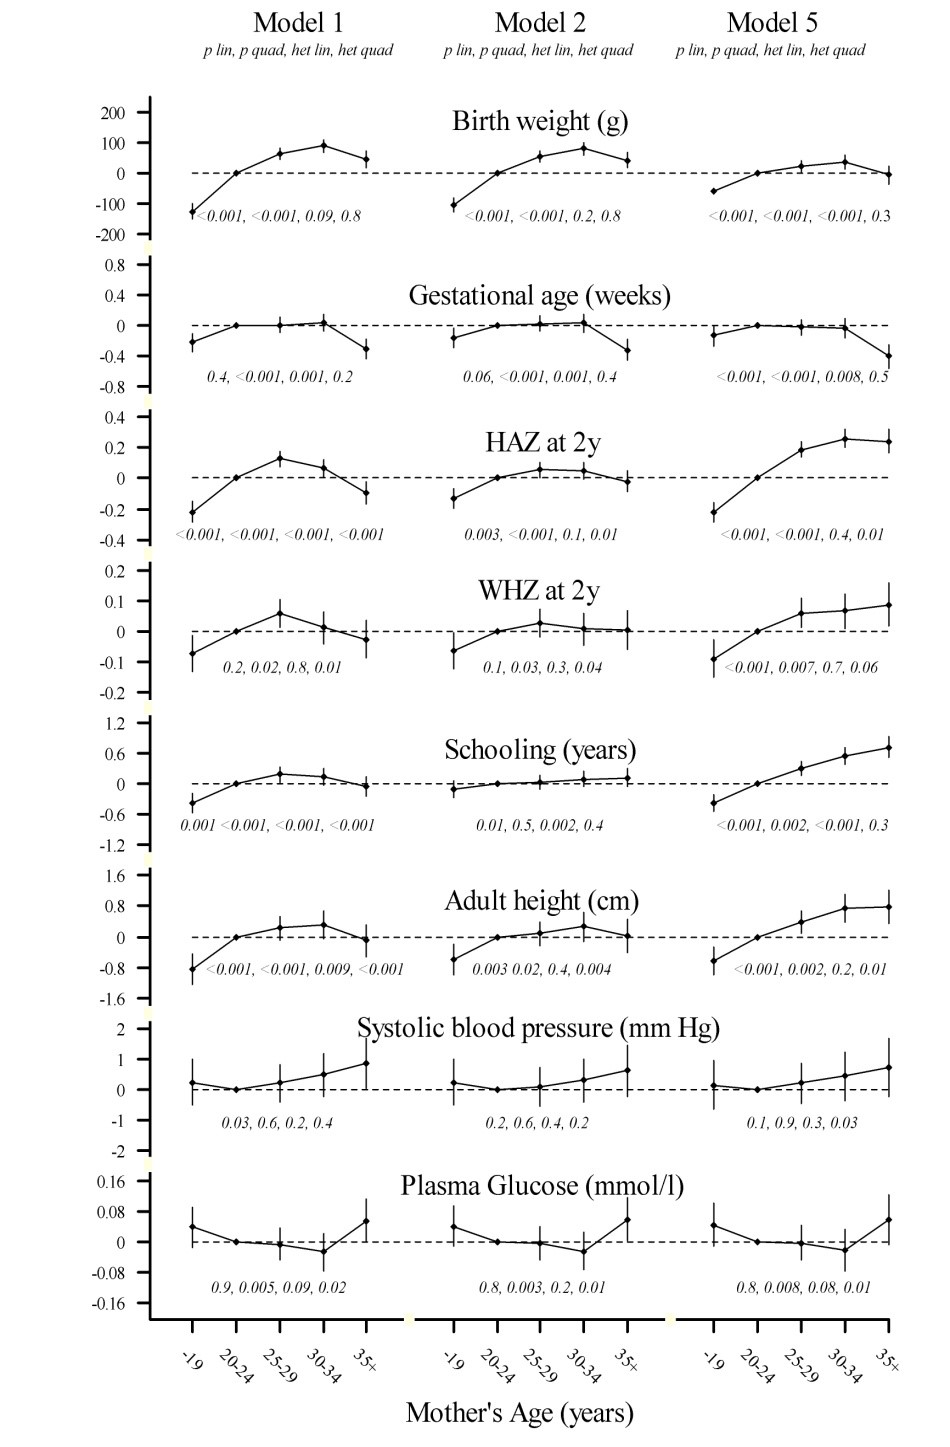 Model 1 Model 2 Model 5
p lin, p quad, het lin, het quad p lin, p quad, het lin, het quad p lin, p quad, het lin, het quad
Birth weight (g)
200
100
0
-100
-200
<0.001, <0.001, 0.09, 0.8 <0.001, <0.001, 0.2, 0.8 <0.001, <0.001, <0.001, 0.3
Gestational age (weeks)
0.8
0.4
0
-0.4
-0.8
0.4, <0.001, 0.001, 0.2 0.06, <0.001, 0.001, 0.4 <0.001, <0.001, 0.008, 0.5
HAZ at 2y
0.4
0.2
0
-0.2
-0.4
<0.001, <0.001, <0.001, <0.001 0.003, <0.001, 0.1, 0.01 <0.001, <0.001, 0.4, 0.01
WHZ at 2y
0.2
0.1
0
-0.1
-0.2
0.2, 0.02, 0.8, 0.01 0.1, 0.03, 0.3, 0.04 <0.001, 0.007, 0.7, 0.06
Schooling (years)
1.2
0.6
0
-0.6
-1.2
0.001 <0.001, <0.001, <0.001 0.01, 0.5, 0.002, 0.4 <0.001, 0.002, <0.001, 0.3
Adult height (cm)
1.6
0.8
0
-0.8
-1.6
<0.001, <0.001, 0.009, <0.001 0.003 0.02, 0.4, 0.004 <0.001, 0.002, 0.2, 0.01
Systolic blood pressure (mm Hg)
2
1
0
-1
-2
0.03, 0.6, 0.2, 0.4 0.2, 0.6, 0.4, 0.2 0.1, 0.9, 0.3, 0.03
Plasma Glucose (mmol/l)
0.16
0.08
0
-0.08
-0.16
0.9, 0.005, 0.09, 0.02 0.8, 0.003, 0.2, 0.01 0.8, 0.008, 0.08, 0.01
-19 20-24 25-29 30-34 35+ -19 20-24 25-29 30-34 35+ -19 20-24 25-29 30-34 35+
Mother's Age (years)